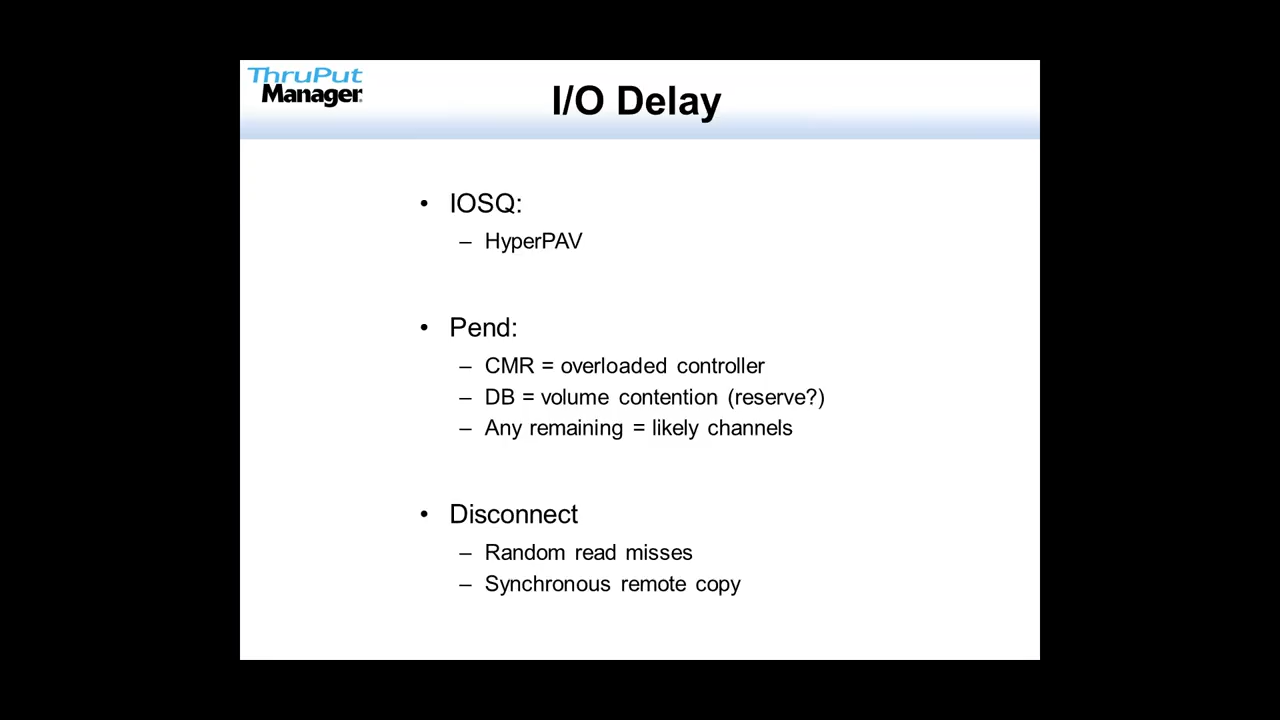 ThruPut
Manager
I/O Delay
• IOSQ:
– HyperPAV
• Pend:
– CMR = overloaded controller
– DB = volume contention (reserve?)
– Any remaining = likely channels
• Disconnect
– Random read misses
– Synchronous remote copy